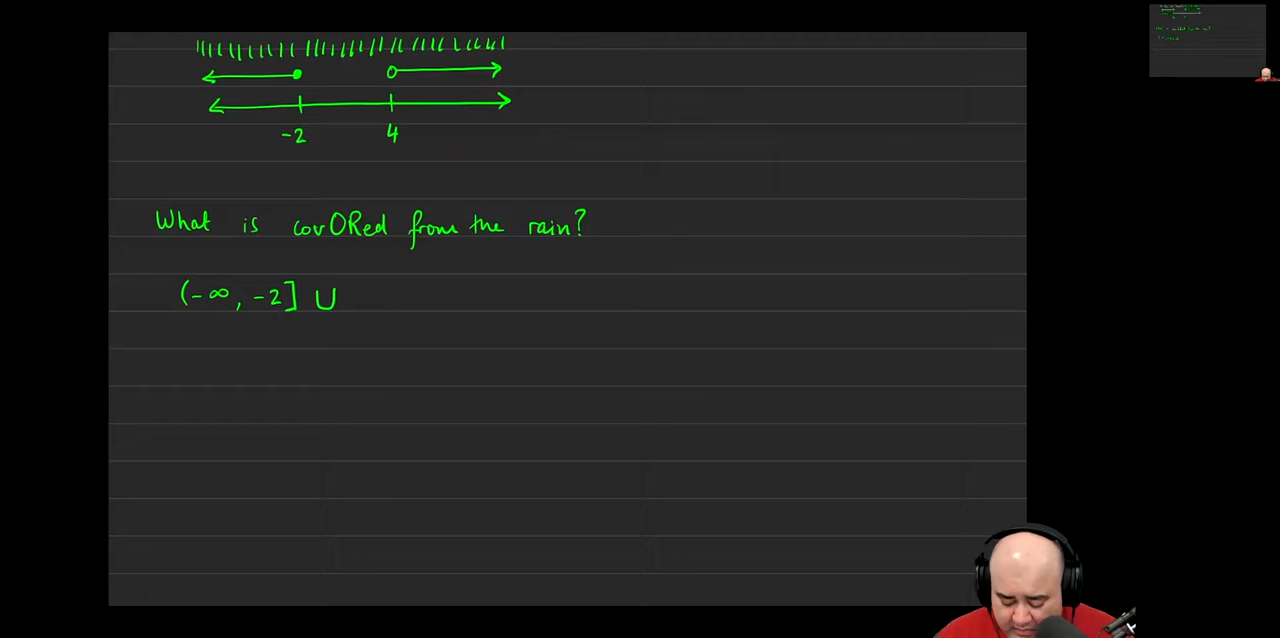 -2 4
What is covORed from the rain?
(-∞, -2] ∪